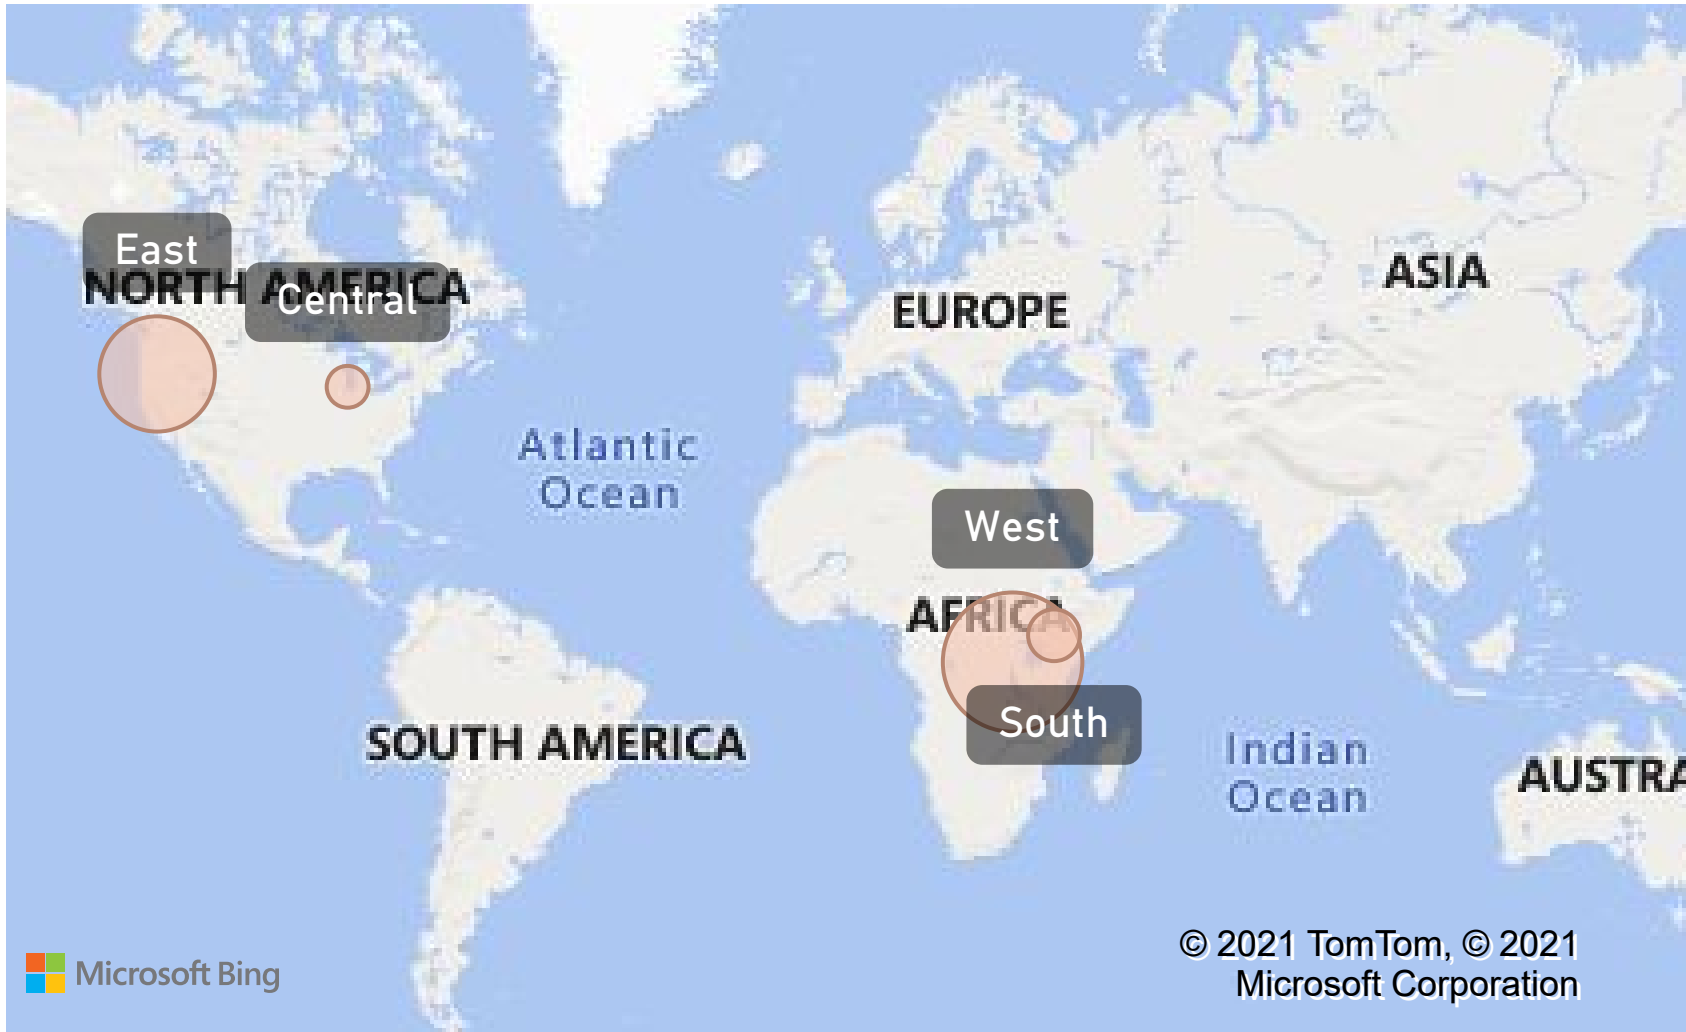 East
NORTH AMERICA
Central
EUROPE
ASIA
Atlantic
Ocean
West
AFRICA
South
SOUTH AMERICA
Indian
Ocean
AUSTRA
Microsoft Bing
© 2021 TomTom, © 2021
Microsoft Corporation